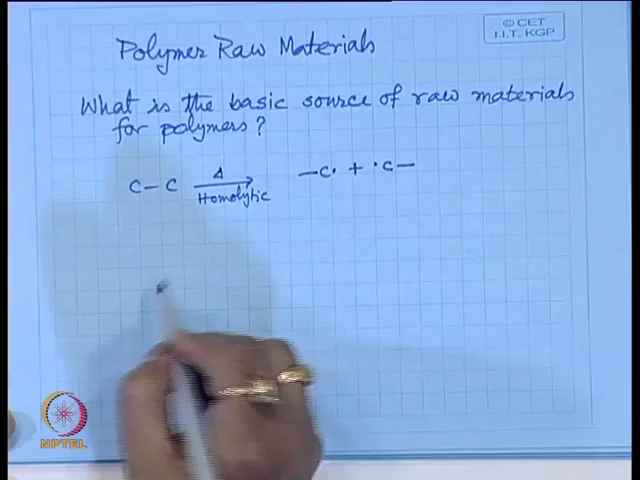 © CET
I.I.T. KGP
Polymer Raw Materials
What is the basic source of raw materials
for polymers ?
C — C —Δ→ Homolytic —C· + ·C—
NPTEL